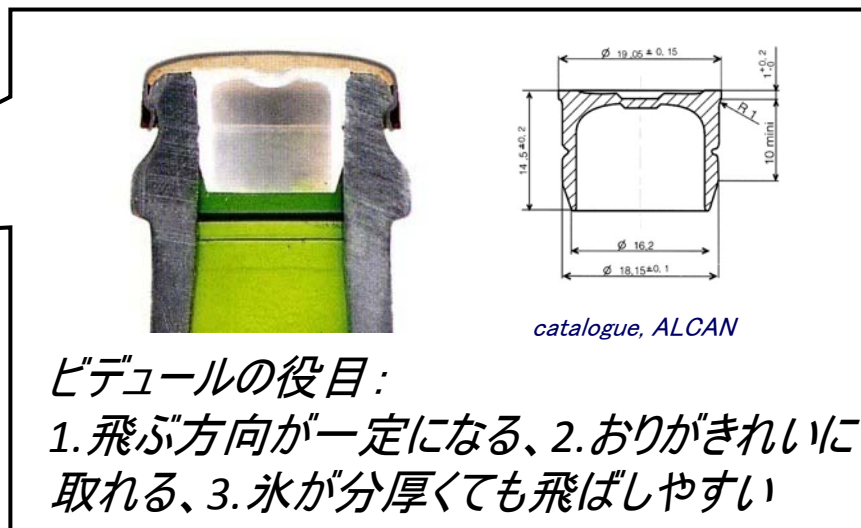 Ø 19,05 ± 0,15
1 +0,2 -0
R 1
10 mini
14,5 ±0,2
Ø 16,2
Ø 18,15 ±0,1
catalogue, ALCAN
ビデュールの役目:
1.飛ぶ方向が一定になる、2.おりがきれいに
取れる、3.氷が分厚くても飛ばしやすい